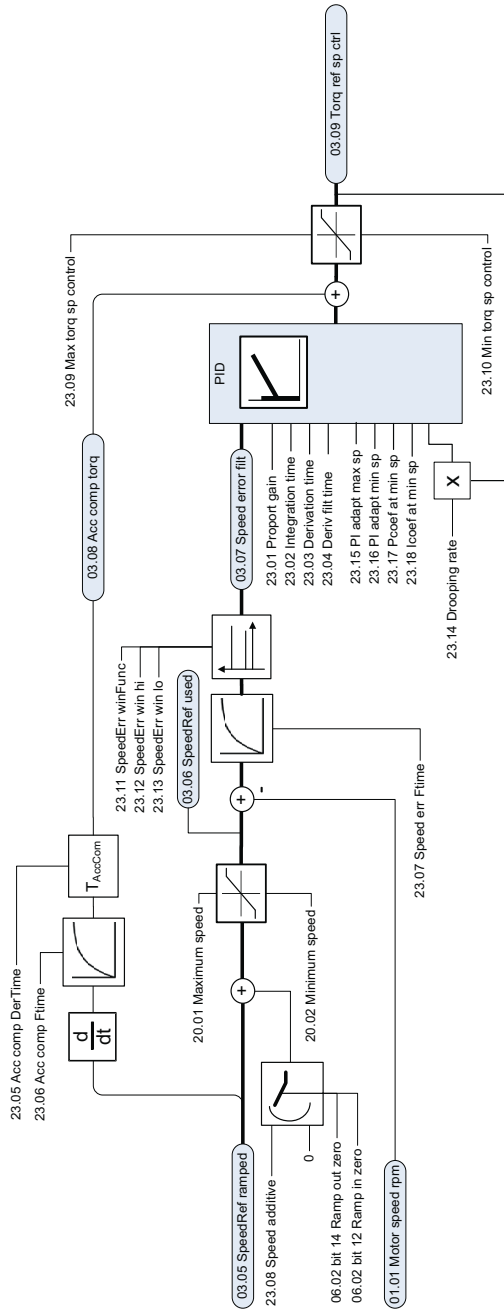 23.05 Acc comp DerTime
23.06 Acc comp Ftime
d
dt
TAccCom
03.08 Acc comp torq
23.09 Max torq sp control
03.05 SpeedRef ramped
23.08 Speed additive
0
06.02 bit 14 Ramp out zero
06.02 bit 12 Ramp in zero
01.01 Motor speed rpm
+
20.01 Maximum speed
20.02 Minimum speed
03.06 SpeedRef used
+
-
23.07 Speed err Ftime
23.11 SpeedErr winFunc
23.12 SpeedErr win hi
23.13 SpeedErr win lo
03.07 Speed error filt
PID
23.01 Proport gain
23.02 Integration time
23.03 Derivation time
23.04 Deriv filt time
23.15 PI adapt max sp
23.16 PI adapt min sp
23.17 Pcoef at min sp
23.18 Icoef at min sp
23.14 Drooping rate
X
+
23.10 Min torq sp control
03.09 Torq ref sp ctrl